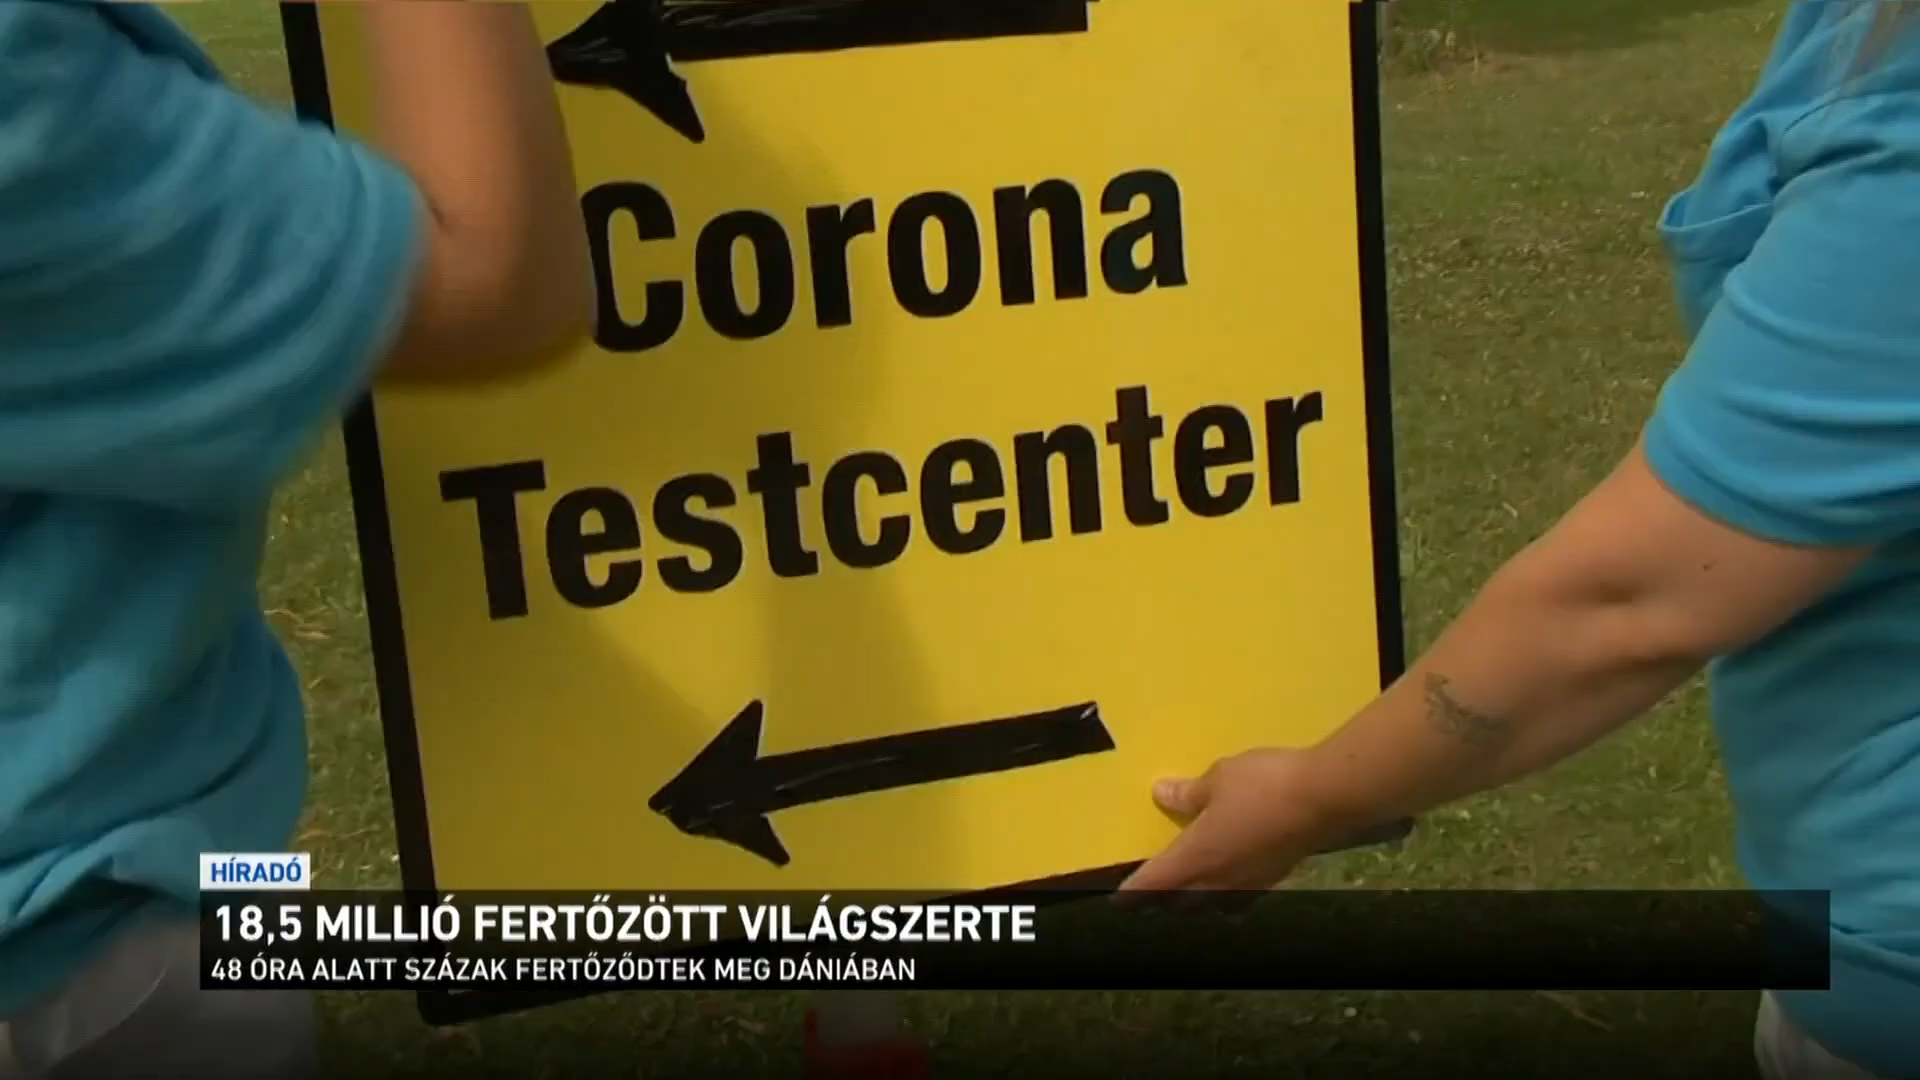 Corona
Testcenter
HÍRADÓ
18,5 MILLIÓ FERTŐZÖTT VILÁGSZERTE
48 ÓRA ALATT SZÁZAK FERTŐZŐDTEK MEG DÁNIÁBAN